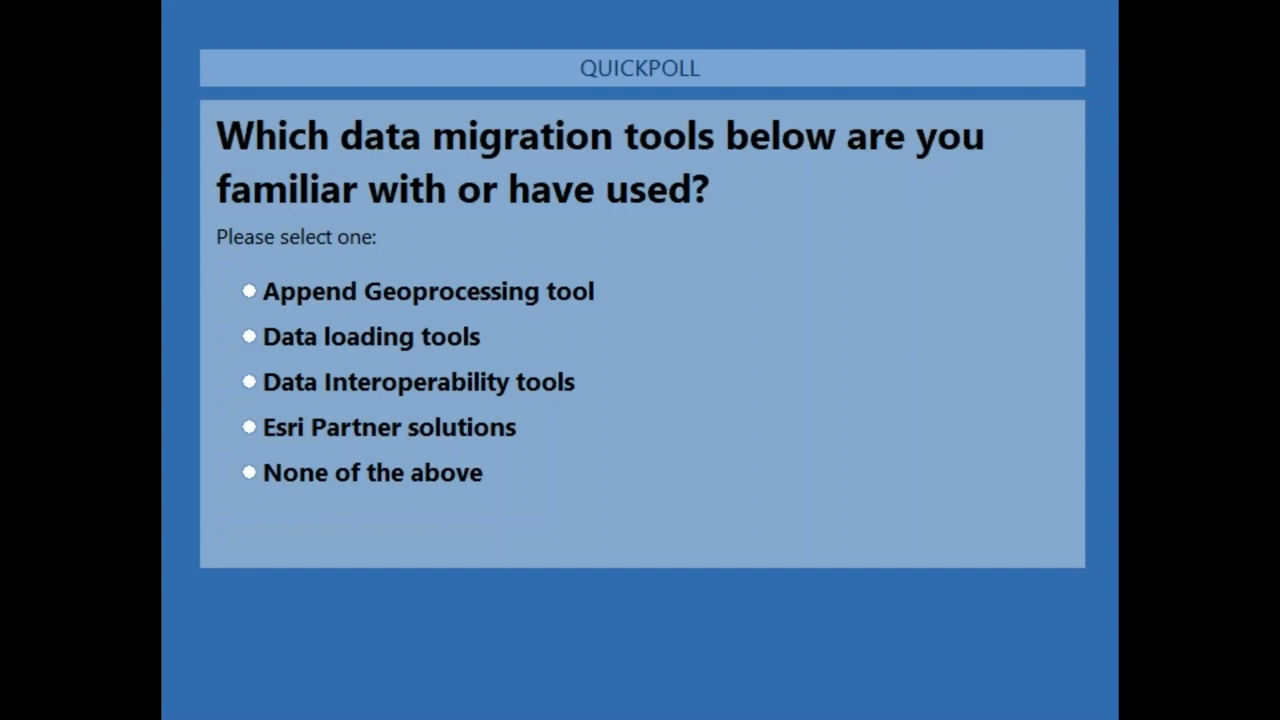 QUICKPOLL
Which data migration tools below are you
familiar with or have used?
Please select one:
Append Geoprocessing tool
Data loading tools
Data Interoperability tools
Esri Partner solutions
None of the above